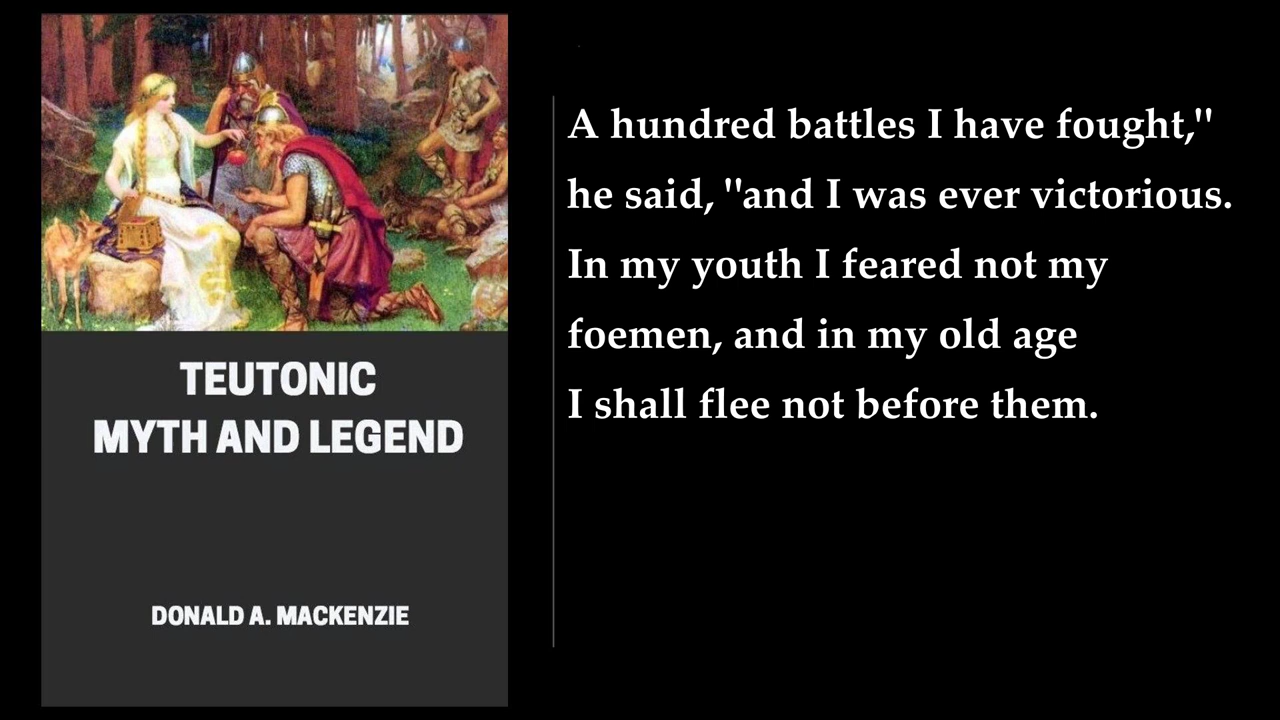 TEUTONIC
MYTH AND LEGEND
DONALD A. MACKENZIE
A hundred battles I have fought,"
he said, "and I was ever victorious.
In my youth I feared not my
foemen, and in my old age
I shall flee not before them.